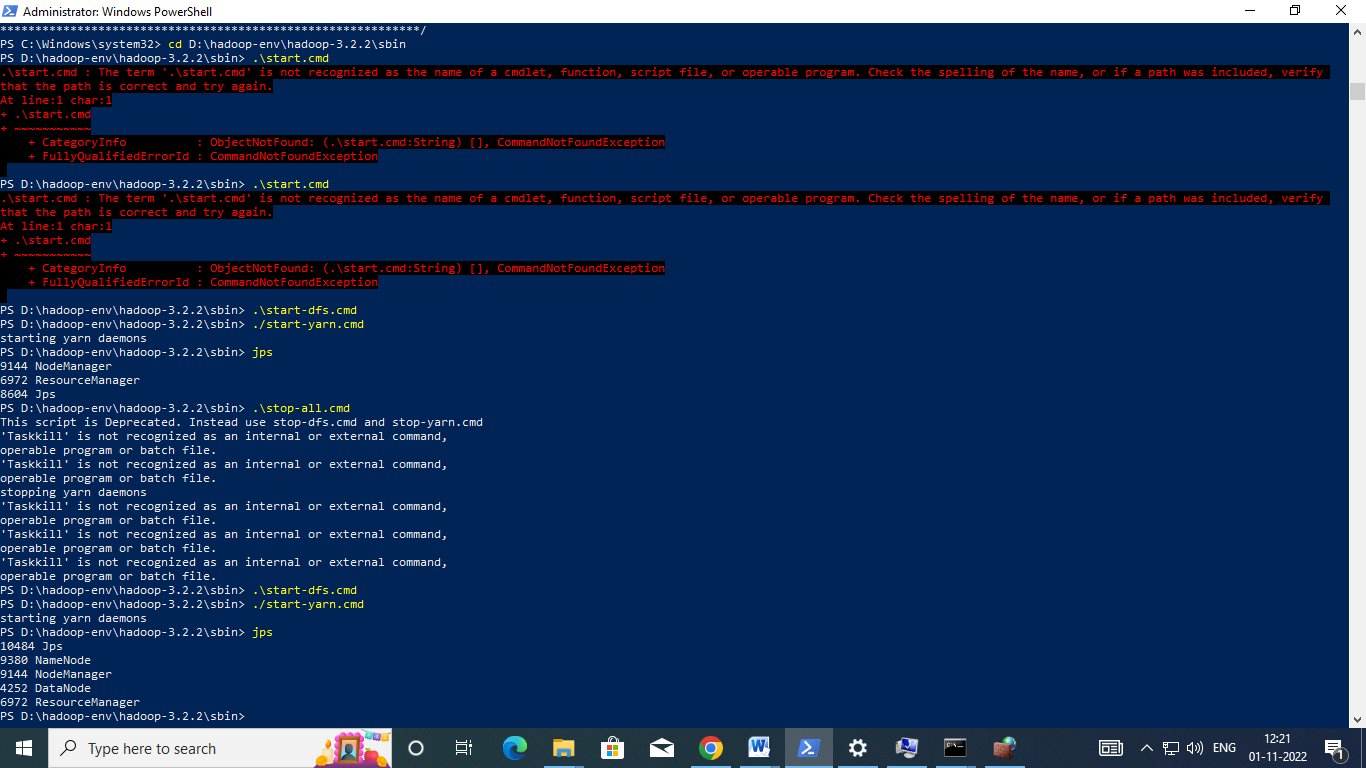 Administrator: Windows PowerShell
************************************************************/
PS C:\Windows\system32> cd D:\hadoop-env\hadoop-3.2.2\sbin
PS D:\hadoop-env\hadoop-3.2.2\sbin> .\start.cmd
.\start.cmd : The term '.\start.cmd' is not recognized as the name of a cmdlet, function, script file, or operable program. Check the spelling of the name, or if a path was included, verify
that the path is correct and try again.
At line:1 char:1
+ .\start.cmd
+ ~~~~~~~~~~~
    + CategoryInfo          : ObjectNotFound: (.\start.cmd:String) [], CommandNotFoundException
    + FullyQualifiedErrorId : CommandNotFoundException
PS D:\hadoop-env\hadoop-3.2.2\sbin> .\start.cmd
.\start.cmd : The term '.\start.cmd' is not recognized as the name of a cmdlet, function, script file, or operable program. Check the spelling of the name, or if a path was included, verify
that the path is correct and try again.
At line:1 char:1
+ .\start.cmd
+ ~~~~~~~~~~~
    + CategoryInfo          : ObjectNotFound: (.\start.cmd:String) [], CommandNotFoundException
    + FullyQualifiedErrorId : CommandNotFoundException
PS D:\hadoop-env\hadoop-3.2.2\sbin> .\start-dfs.cmd
PS D:\hadoop-env\hadoop-3.2.2\sbin> ./start-yarn.cmd
starting yarn daemons
PS D:\hadoop-env\hadoop-3.2.2\sbin> jps
9144 NodeManager
6972 ResourceManager
8604 Jps
PS D:\hadoop-env\hadoop-3.2.2\sbin> .\stop-all.cmd
This script is Deprecated. Instead use stop-dfs.cmd and stop-yarn.cmd
'Taskkill' is not recognized as an internal or external command,
operable program or batch file.
'Taskkill' is not recognized as an internal or external command,
operable program or batch file.
stopping yarn daemons
'Taskkill' is not recognized as an internal or external command,
operable program or batch file.
'Taskkill' is not recognized as an internal or external command,
operable program or batch file.
'Taskkill' is not recognized as an internal or external command,
operable program or batch file.
PS D:\hadoop-env\hadoop-3.2.2\sbin> .\start-dfs.cmd
PS D:\hadoop-env\hadoop-3.2.2\sbin> ./start-yarn.cmd
starting yarn daemons
PS D:\hadoop-env\hadoop-3.2.2\sbin> jps
10484 Jps
9380 NameNode
9144 NodeManager
4252 DataNode
6972 ResourceManager
PS D:\hadoop-env\hadoop-3.2.2\sbin>
Type here to search
ENG
12:21
01-11-2022
1